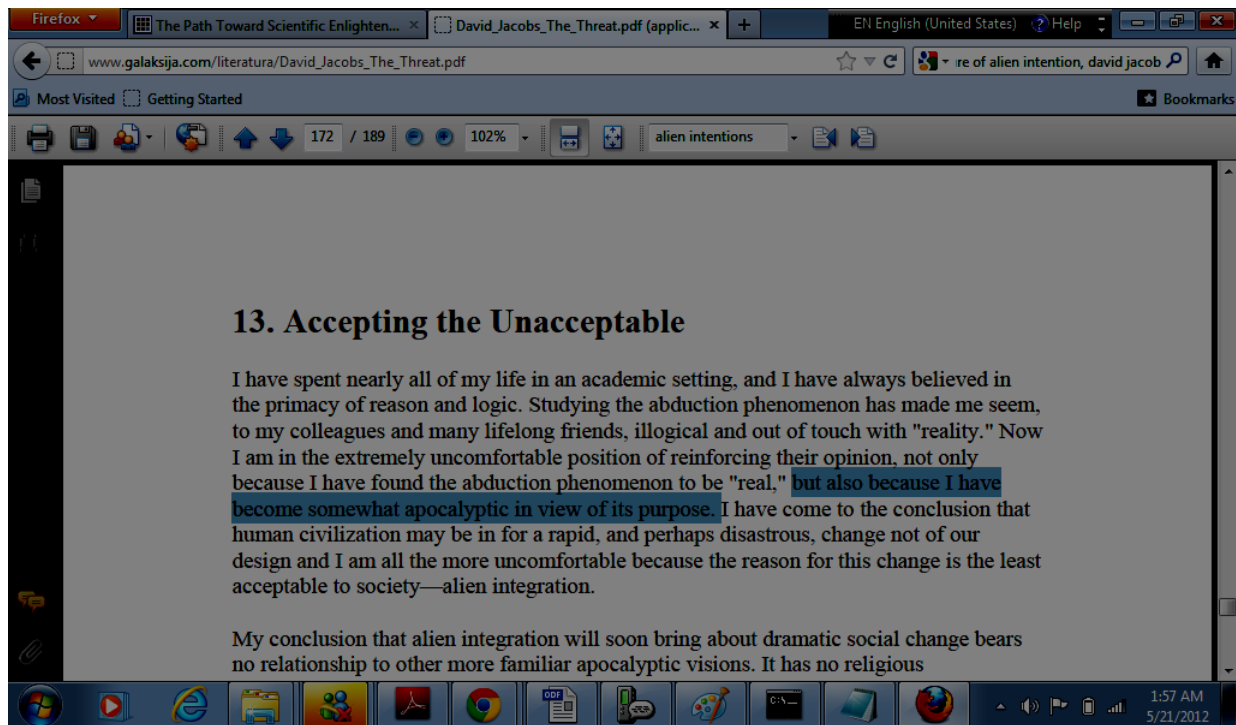 Firefox
The Path Toward Scientific Enlighten...
David_Jacobs_The_Threat.pdf (applic...
EN English (United States)
Help
www.galaksija.com/literatura/David_Jacobs_The_Threat.pdf
re of alien intention, david jacob
Most Visited
Getting Started
Bookmarks
172 / 189
102%
alien intentions
13. Accepting the Unacceptable
I have spent nearly all of my life in an academic setting, and I have always believed in
the primacy of reason and logic. Studying the abduction phenomenon has made me seem,
to my colleagues and many lifelong friends, illogical and out of touch with "reality." Now
I am in the extremely uncomfortable position of reinforcing their opinion, not only
because I have found the abduction phenomenon to be "real," but also because I have
become somewhat apocalyptic in view of its purpose. I have come to the conclusion that
human civilization may be in for a rapid, and perhaps disastrous, change not of our
design and I am all the more uncomfortable because the reason for this change is the least
acceptable to society—alien integration.
My conclusion that alien integration will soon bring about dramatic social change bears
no relationship to other more familiar apocalyptic visions. It has no religious
ODF
C:\_
1:57 AM
5/21/2012